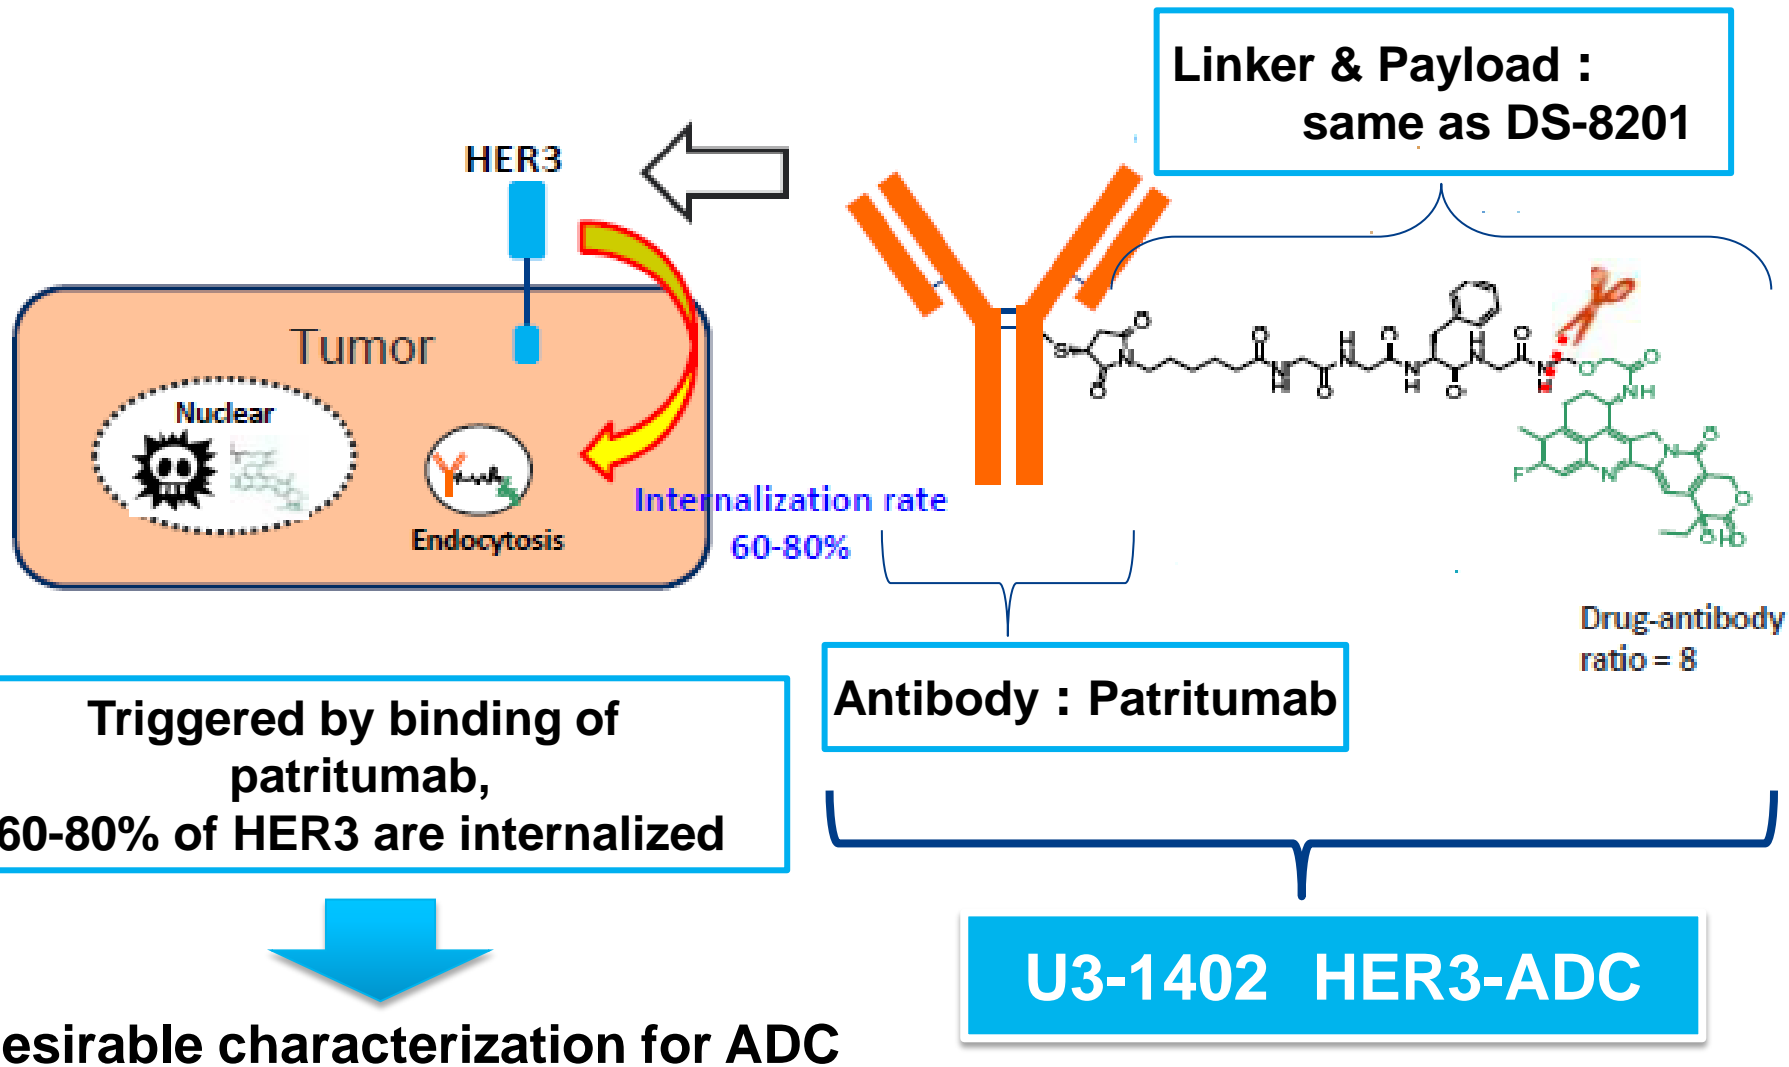 Linker & Payload：
same as DS-8201
HER3
Tumor
Nuclear
Endocytosis
Internalization rate
60-80%
S
O
N
O
O
N
H
O
H
N
O
N
H
O
H
N
O
N
H
O
O
NH
F
N
N
O
O
O
HO
Drug-antibody
ratio = 8
Antibody：Patritumab
Triggered by binding of
patritumab,
60-80% of HER3 are internalized
U3-1402 HER3-ADC
esirable characterization for ADC